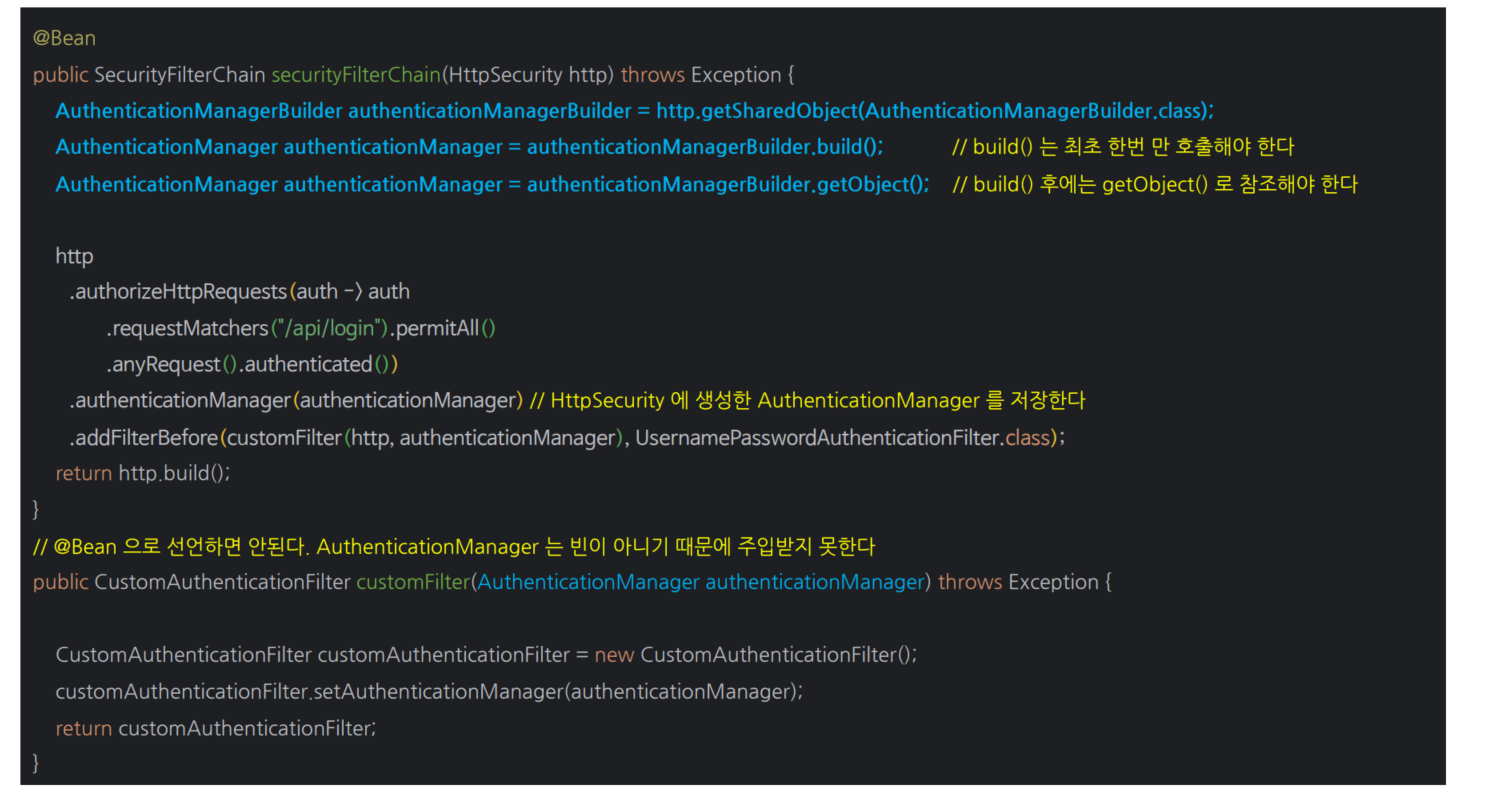 @Bean
public SecurityFilterChain securityFilterChain(HttpSecurity http) throws Exception {
AuthenticationManagerBuilder authenticationManagerBuilder = http.getSharedObject(AuthenticationManagerBuilder.class);
AuthenticationManager authenticationManager = authenticationManagerBuilder.build(); // build() 는 최초 한번 만 호출해야 한다
AuthenticationManager authenticationManager = authenticationManagerBuilder.getObject(); // build() 후에는 getObject() 로 참조해야 한다
http
.authorizeHttpRequests(auth -> auth
.requestMatchers("/api/login").permitAll()
.anyRequest().authenticated())
.authenticationManager(authenticationManager) // HttpSecurity 에 생성한 AuthenticationManager 를 저장한다
.addFilterBefore(customFilter(http, authenticationManager), UsernamePasswordAuthenticationFilter.class);
return http.build();
}
// @Bean 으로 선언하면 안된다. AuthenticationManager 는 빈이 아니기 때문에 주입받지 못한다
public CustomAuthenticationFilter customFilter(AuthenticationManager authenticationManager) throws Exception {
CustomAuthenticationFilter customAuthenticationFilter = new CustomAuthenticationFilter();
customAuthenticationFilter.setAuthenticationManager(authenticationManager);
return customAuthenticationFilter;
}